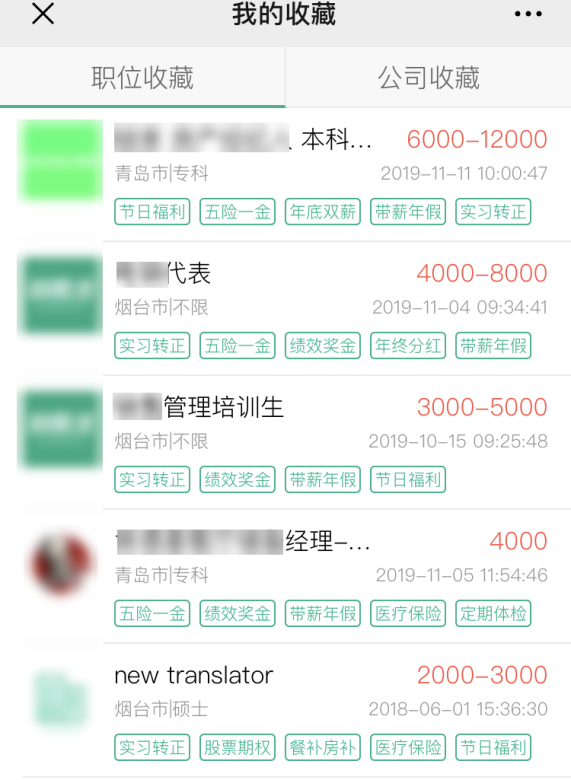 我的收藏
职位收藏 公司收藏
本科... 6000-12000
青岛市|专科 2019-11-11 10:00:47
节日福利 五险一金 年底双薪 带薪年假 实习转正
代表 4000-8000
烟台市|不限 2019-11-04 09:34:41
实习转正 五险一金 绩效奖金 年终分红 带薪年假
管理培训生 3000-5000
烟台市|不限 2019-10-15 09:25:48
实习转正 绩效奖金 带薪年假 节日福利
经理-... 4000
青岛市|专科 2019-11-05 11:54:46
五险一金 绩效奖金 带薪年假 医疗保险 定期体检
new translator 2000-3000
烟台市|硕士 2018-06-01 15:36:30
实习转正 股票期权 餐补房补 医疗保险 节日福利